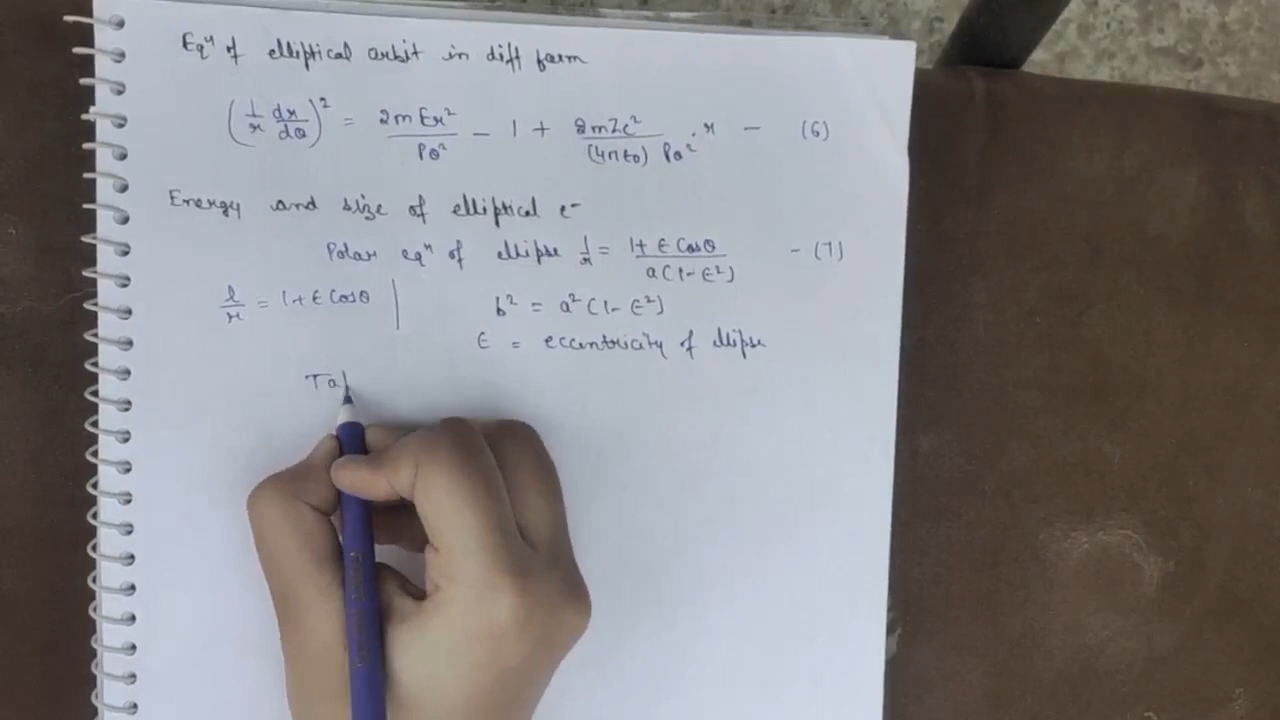 Eqⁿ of elliptical orbit in diff form
(1/r dr/dθ)² = 2mEr²/Pθ² - 1 + 2mZe²/(4πε₀) Pθ² . r - (6)
Energy and size of elliptical e⁻
Polar eqⁿ of ellipse 1/r = 1+ ϵ Cosθ / a(1-ϵ²) - (7)
l/r = 1+ϵ Cosθ | b² = a²(1-ϵ²)
ϵ = eccentricity of ellipse
Tak